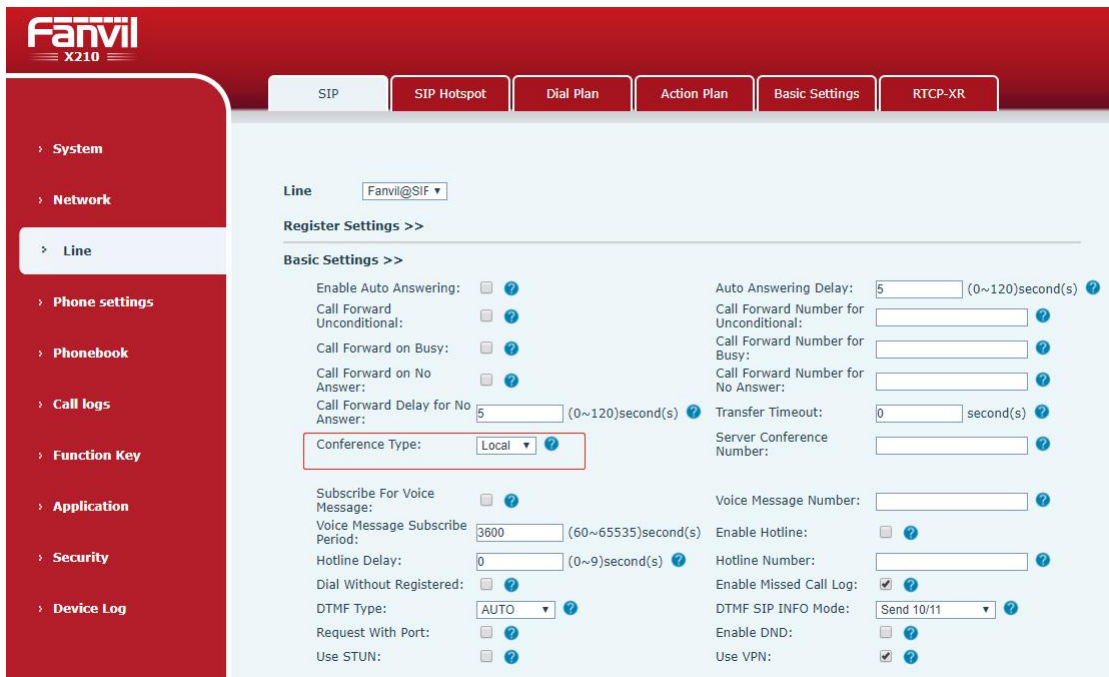 Fanvil
X210
SIP
SIP Hotspot
Dial Plan
Action Plan
Basic Settings
RTCP-XR
› System
› Network
› Line
› Phone settings
› Phonebook
› Call logs
› Function Key
› Application
› Security
› Device Log
Line Fanvil@SIF
Register Settings >>
Basic Settings >>
Enable Auto Answering: ? Auto Answering Delay: 5 (0~120)second(s) ?
Call Forward Unconditional: ? Call Forward Number for Unconditional: ?
Call Forward on Busy: ? Call Forward Number for Busy: ?
Call Forward on No Answer: ? Call Forward Number for No Answer: ?
Call Forward Delay for No Answer: 5 (0~120)second(s) ? Transfer Timeout: 0 second(s) ?
Conference Type: Local ? Server Conference Number: ?
Subscribe For Voice Message: ? Voice Message Number: ?
Voice Message Subscribe Period: 3600 (60~65535)second(s) Enable Hotline: ?
Hotline Delay: 0 (0~9)second(s) ? Hotline Number: ?
Dial Without Registered: ? Enable Missed Call Log: ?
DTMF Type: AUTO ? DTMF SIP INFO Mode: Send 10/11 ?
Request With Port: ? Enable DND: ?
Use STUN: ? Use VPN: ?